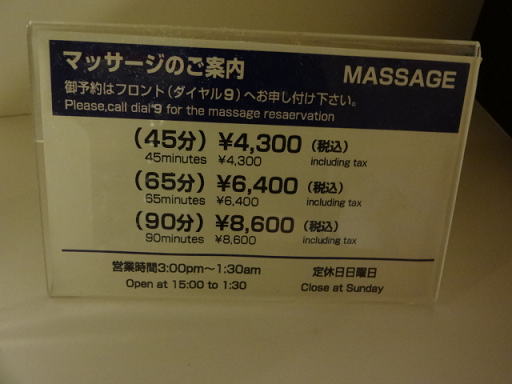 マッサージのご案内 MASSAGE
御予約はフロント（ダイヤル9）へお申し付け下さい。
Please,call dial*9 for the massage resaervation
（45分）¥4,300（税込）
45minutes ¥4,300 including tax
（65分）¥6,400（税込）
65minutes ¥6,400 including tax
（90分）¥8,600（税込）
90minutes ¥8,600 including tax
営業時間3:00pm～1:30am 定休日日曜日
Open at 15:00 to 1:30 Close at Sunday